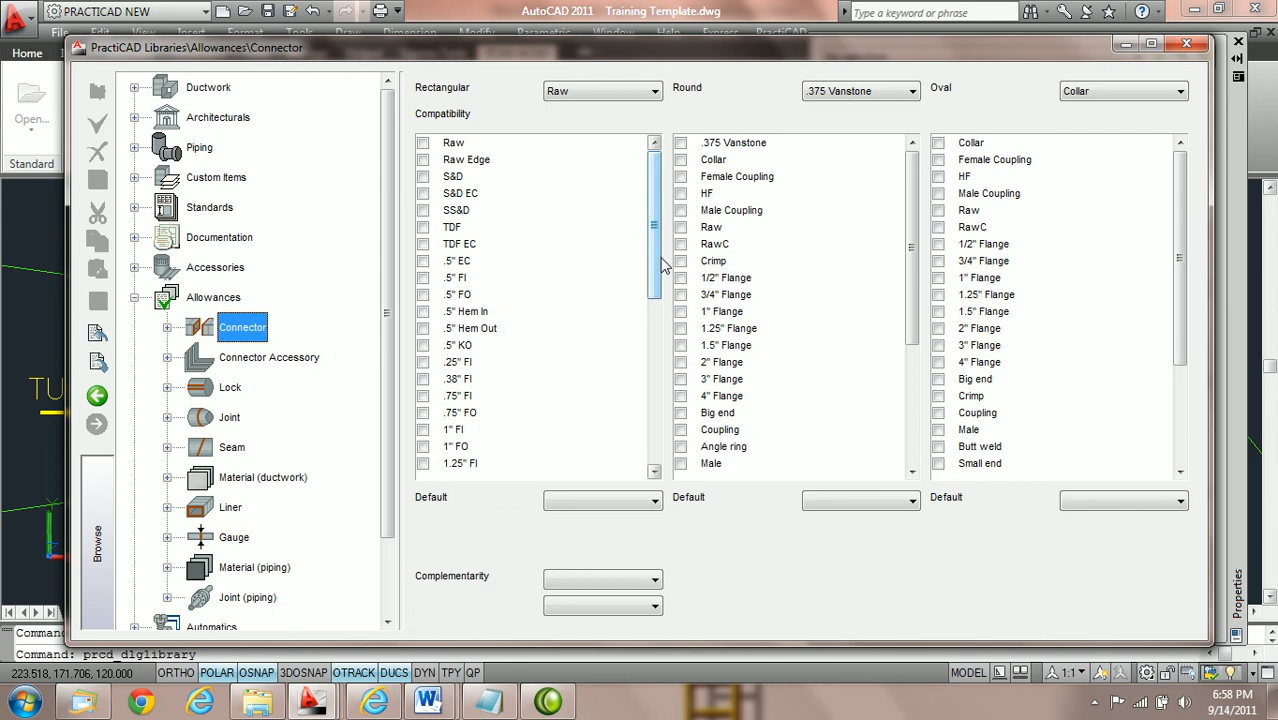 PRACTICAD NEW
AutoCAD 2011 Training Template.dwg
Type a keyword or phrase
PractiCAD Libraries\Allowances\Connector
Home
Open...
Standard
Ductwork
Architecturals
Piping
Custom Items
Standards
Documentation
Accessories
Allowances
Connector
Connector Accessory
Lock
Joint
Seam
Material (ductwork)
Liner
Gauge
Material (piping)
Joint (piping)
Automatics
Browse
Rectangular
Raw
Compatibility
Raw
Raw Edge
S&D
S&D EC
SS&D
TDF
TDF EC
.5" EC
.5" FI
.5" FO
.5" Hem In
.5" Hem Out
.5" KO
.25" FI
.38" FI
.75" FI
.75" FO
1" FI
1" FO
1.25" FI
Default
Complementarity
Round
.375 Vanstone
.375 Vanstone
Collar
Female Coupling
HF
Male Coupling
Raw
RawC
Crimp
1/2" Flange
3/4" Flange
1" Flange
1.25" Flange
1.5" Flange
2" Flange
3" Flange
4" Flange
Big end
Coupling
Angle ring
Male
Default
Oval
Collar
Collar
Female Coupling
HF
Male Coupling
Raw
RawC
1/2" Flange
3/4" Flange
1" Flange
1.25" Flange
1.5" Flange
2" Flange
3" Flange
4" Flange
Big end
Crimp
Coupling
Male
Butt weld
Small end
Default
Properties
TU
Comman
Command: prcd_dlglibrary
223.518, 171.706, 120.000 ORTHO POLAR OSNAP 3DOSNAP OTRACK DUCS DYN TPY QP MODEL 1:1
6:58 PM
9/14/2011